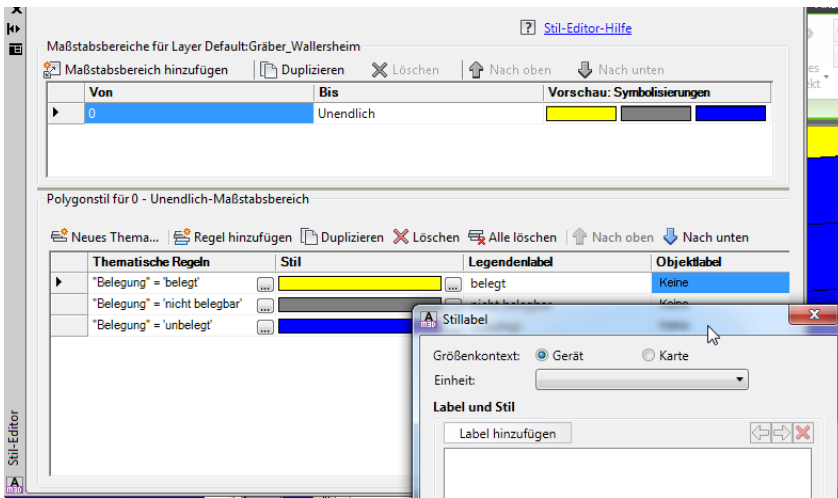 Stil-Editor-Hilfe
Maßstabsbereiche für Layer Default:Gräber_Wallersheim
Maßstabsbereich hinzufügen Duplizieren Löschen Nach oben Nach unten
Von Bis Vorschau: Symbolisierungen
0 Unendlich
Polygonstil für 0 - Unendlich-Maßstabsbereich
Neues Thema... Regel hinzufügen Duplizieren Löschen Alle löschen Nach oben Nach unten
Thematische Regeln Stil Legendenlabel Objektlabel
"Belegung" = 'belegt' ... ... belegt Keine
"Belegung" = 'nicht belegbar' ... nicht belegbar Keine
"Belegung" = 'unbelegt' ...
Stillabel
Größenkontext: Gerät Karte
Einheit:
Label und Stil
Label hinzufügen
Stil-Editor